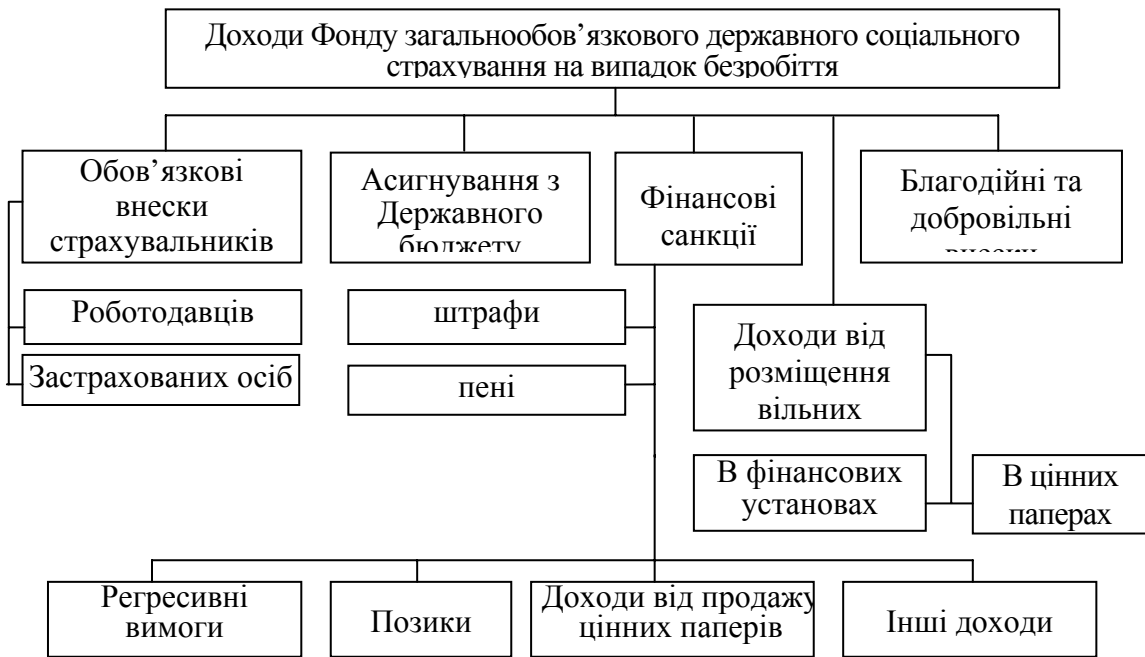 Доходи Фонду загальнообов’язкового державного соціального
страхування на випадок безробіття
Обов’язкові
внески
страхувальників
Асигнування з
Державного
бюджету
Фінансові
санкції
Благодійні та
добровільні
внески
Роботодавців
Застрахованих осіб
штрафи
пені
Доходи від
розміщення
вільних
В фінансових
установах
В цінних
паперах
Регресивні
вимоги
Позики
Доходи від продажу
цінних паперів
Інші доходи